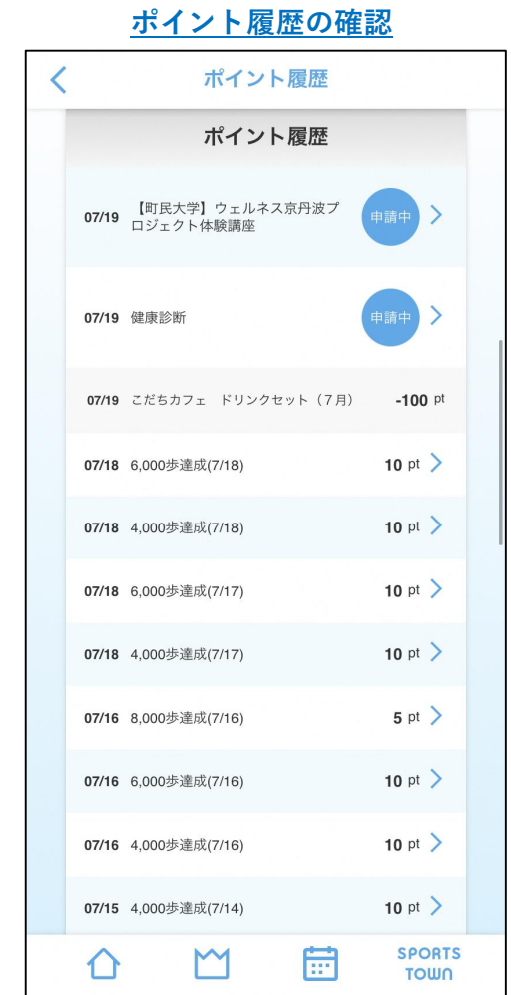 ポイント履歴の確認
ポイント履歴
ポイント履歴
07/19 【町民大学】ウェルネス京丹波プ
ロジェクト体験講座
申請中
07/19 健康診断
申請中
07/19 こだちカフェ　ドリンクセット（７月） -100 pt
07/18 6,000歩達成(7/18) 10 pt
07/18 4,000歩達成(7/18) 10 pt
07/18 6,000歩達成(7/17) 10 pt
07/18 4,000歩達成(7/17) 10 pt
07/16 8,000歩達成(7/16) 5 pt
07/16 6,000歩達成(7/16) 10 pt
07/16 4,000歩達成(7/16) 10 pt
07/15 4,000歩達成(7/14) 10 pt
SPORTS
TOWN